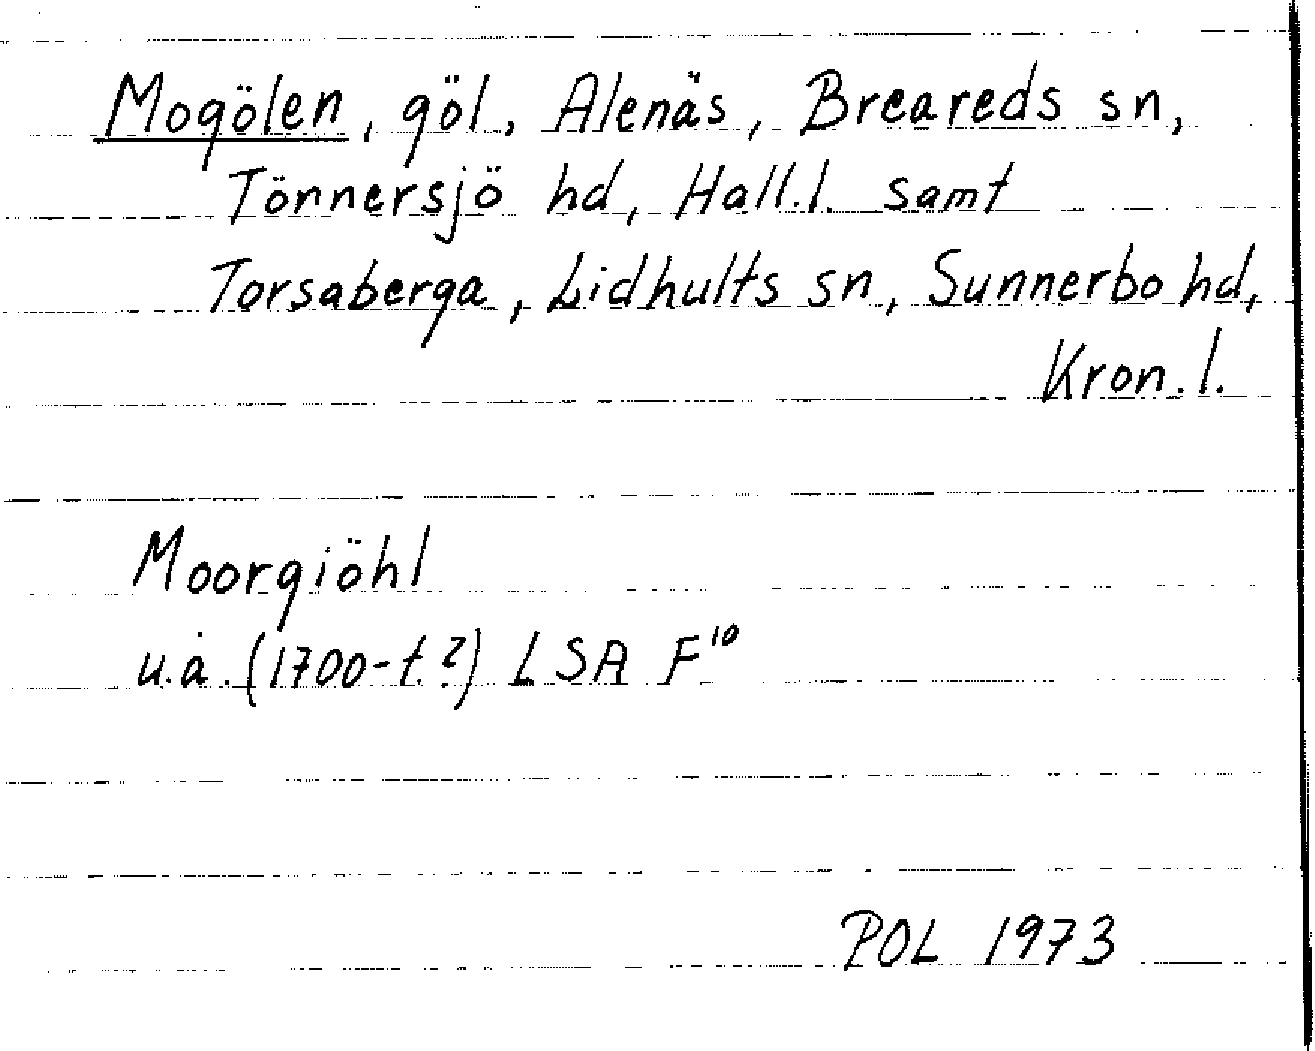 Mogölen, göl, Alenäs, Breareds sn,
Tönnersjö hd, Hall.l. samt
Torsaberga, Lidhults sn, Sunnerbo hd,
Kron.l.
Moorgiöhl
u.å. (1700-t.?) LSA F¹⁰
POL 1973